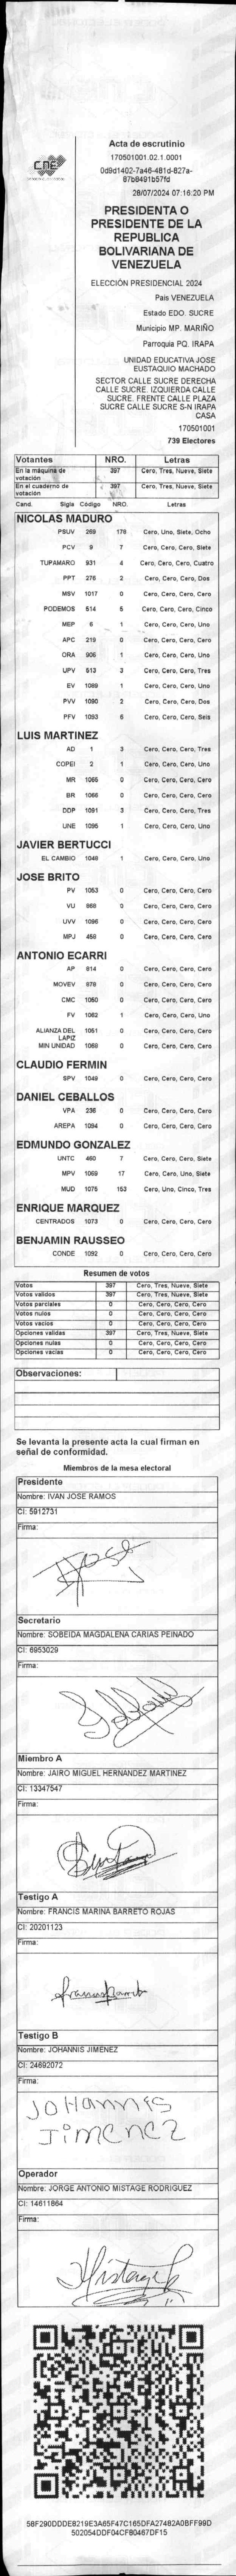 CNE
Acta de escrutinio
170501001.02.1.0001
0d9d1402-7a46-481d-827a-
87b8491b57fd
28/07/2024 07:16:20 PM
PRESIDENTA O
PRESIDENTE DE LA
REPUBLICA
BOLIVARIANA DE
VENEZUELA
ELECCIÓN PRESIDENCIAL 2024
País VENEZUELA
Estado EDO. SUCRE
Municipio MP. MARIÑO
Parroquia PQ. IRAPA
UNIDAD EDUCATIVA JOSE
EUSTAQUIO MACHADO
SECTOR CALLE SUCRE DERECHA
CALLE SUCRE. IZQUIERDA CALLE
SUCRE. FRENTE CALLE PLAZA
SUCRE CALLE SUCRE S-N IRAPA
CASA
170501001
739 Electores
Votantes NRO. Letras
En la máquina de votación 397 Cero, Tres, Nueve, Siete
En el cuaderno de votación 397 Cero, Tres, Nueve, Siete
Cand. Sigla Código NRO. Letras
NICOLAS MADURO
PSUV 269 178 Cero, Uno, Siete, Ocho
PCV 9 7 Cero, Cero, Cero, Siete
TUPAMARO 931 4 Cero, Cero, Cero, Cuatro
PPT 276 2 Cero, Cero, Cero, Dos
MSV 1017 0 Cero, Cero, Cero, Cero
PODEMOS 514 5 Cero, Cero, Cero, Cinco
MEP 6 1 Cero, Cero, Cero, Uno
APC 219 0 Cero, Cero, Cero, Cero
ORA 906 1 Cero, Cero, Cero, Uno
UPV 513 3 Cero, Cero, Cero, Tres
EV 1089 1 Cero, Cero, Cero, Uno
PVV 1090 2 Cero, Cero, Cero, Dos
PFV 1093 6 Cero, Cero, Cero, Seis
LUIS MARTINEZ
AD 1 3 Cero, Cero, Cero, Tres
COPEI 2 1 Cero, Cero, Cero, Uno
MR 1065 0 Cero, Cero, Cero, Cero
BR 1066 0 Cero, Cero, Cero, Cero
DDP 1091 3 Cero, Cero, Cero, Tres
UNE 1095 1 Cero, Cero, Cero, Uno
JAVIER BERTUCCI
EL CAMBIO 1048 1 Cero, Cero, Cero, Uno
JOSE BRITO
PV 1053 0 Cero, Cero, Cero, Cero
VU 868 0 Cero, Cero, Cero, Cero
UVV 1096 0 Cero, Cero, Cero, Cero
MPJ 458 0 Cero, Cero, Cero, Cero
ANTONIO ECARRI
AP 814 0 Cero, Cero, Cero, Cero
MOVEV 878 0 Cero, Cero, Cero, Cero
CMC 1050 0 Cero, Cero, Cero, Cero
FV 1082 1 Cero, Cero, Cero, Uno
ALIANZA DEL LAPIZ 1051 0 Cero, Cero, Cero, Cero
MIN UNIDAD 1069 0 Cero, Cero, Cero, Cero
CLAUDIO FERMIN
SPV 1049 0 Cero, Cero, Cero, Cero
DANIEL CEBALLOS
VPA 236 0 Cero, Cero, Cero, Cero
AREPA 1094 0 Cero, Cero, Cero, Cero
EDMUNDO GONZALEZ
UNTC 460 7 Cero, Cero, Cero, Siete
MPV 1069 17 Cero, Cero, Uno, Siete
MUD 1075 153 Cero, Uno, Cinco, Tres
ENRIQUE MARQUEZ
CENTRADOS 1073 0 Cero, Cero, Cero, Cero
BENJAMIN RAUSSEO
CONDE 1092 0 Cero, Cero, Cero, Cero
Resumen de votos
Votos 397 Cero, Tres, Nueve, Siete
Votos validos 397 Cero, Tres, Nueve, Siete
Votos parciales 0 Cero, Cero, Cero, Cero
Votos nulos 0 Cero, Cero, Cero, Cero
Votos vacios 0 Cero, Cero, Cero, Cero
Opciones validas 397 Cero, Tres, Nueve, Siete
Opciones nulas 0 Cero, Cero, Cero, Cero
Opciones vacias 0 Cero, Cero, Cero, Cero
Observaciones:
Se levanta la presente acta la cual firman en
señal de conformidad.
Miembros de la mesa electoral
Presidente
Nombre: IVAN JOSE RAMOS
CI: 5912731
Firma:
Secretario
Nombre: SOBEIDA MAGDALENA CARIAS PEINADO
CI: 6953029
Firma:
Miembro A
Nombre: JAIRO MIGUEL HERNANDEZ MARTINEZ
CI: 13347547
Firma:
Testigo A
Nombre: FRANCIS MARINA BARRETO ROJAS
CI: 20201123
Firma:
Testigo B
Nombre: JOHANNIS JIMENEZ
CI: 24692072
Firma:
JOHANNIS
JIMENEZ
Operador
Nombre: JORGE ANTONIO MISTAGE RODRIGUEZ
CI: 14611864
Firma:
Mistage
58F290DDDE8219E3A65F47C165DFA27482A0BFF99D
502054DDF04CF80467DF15